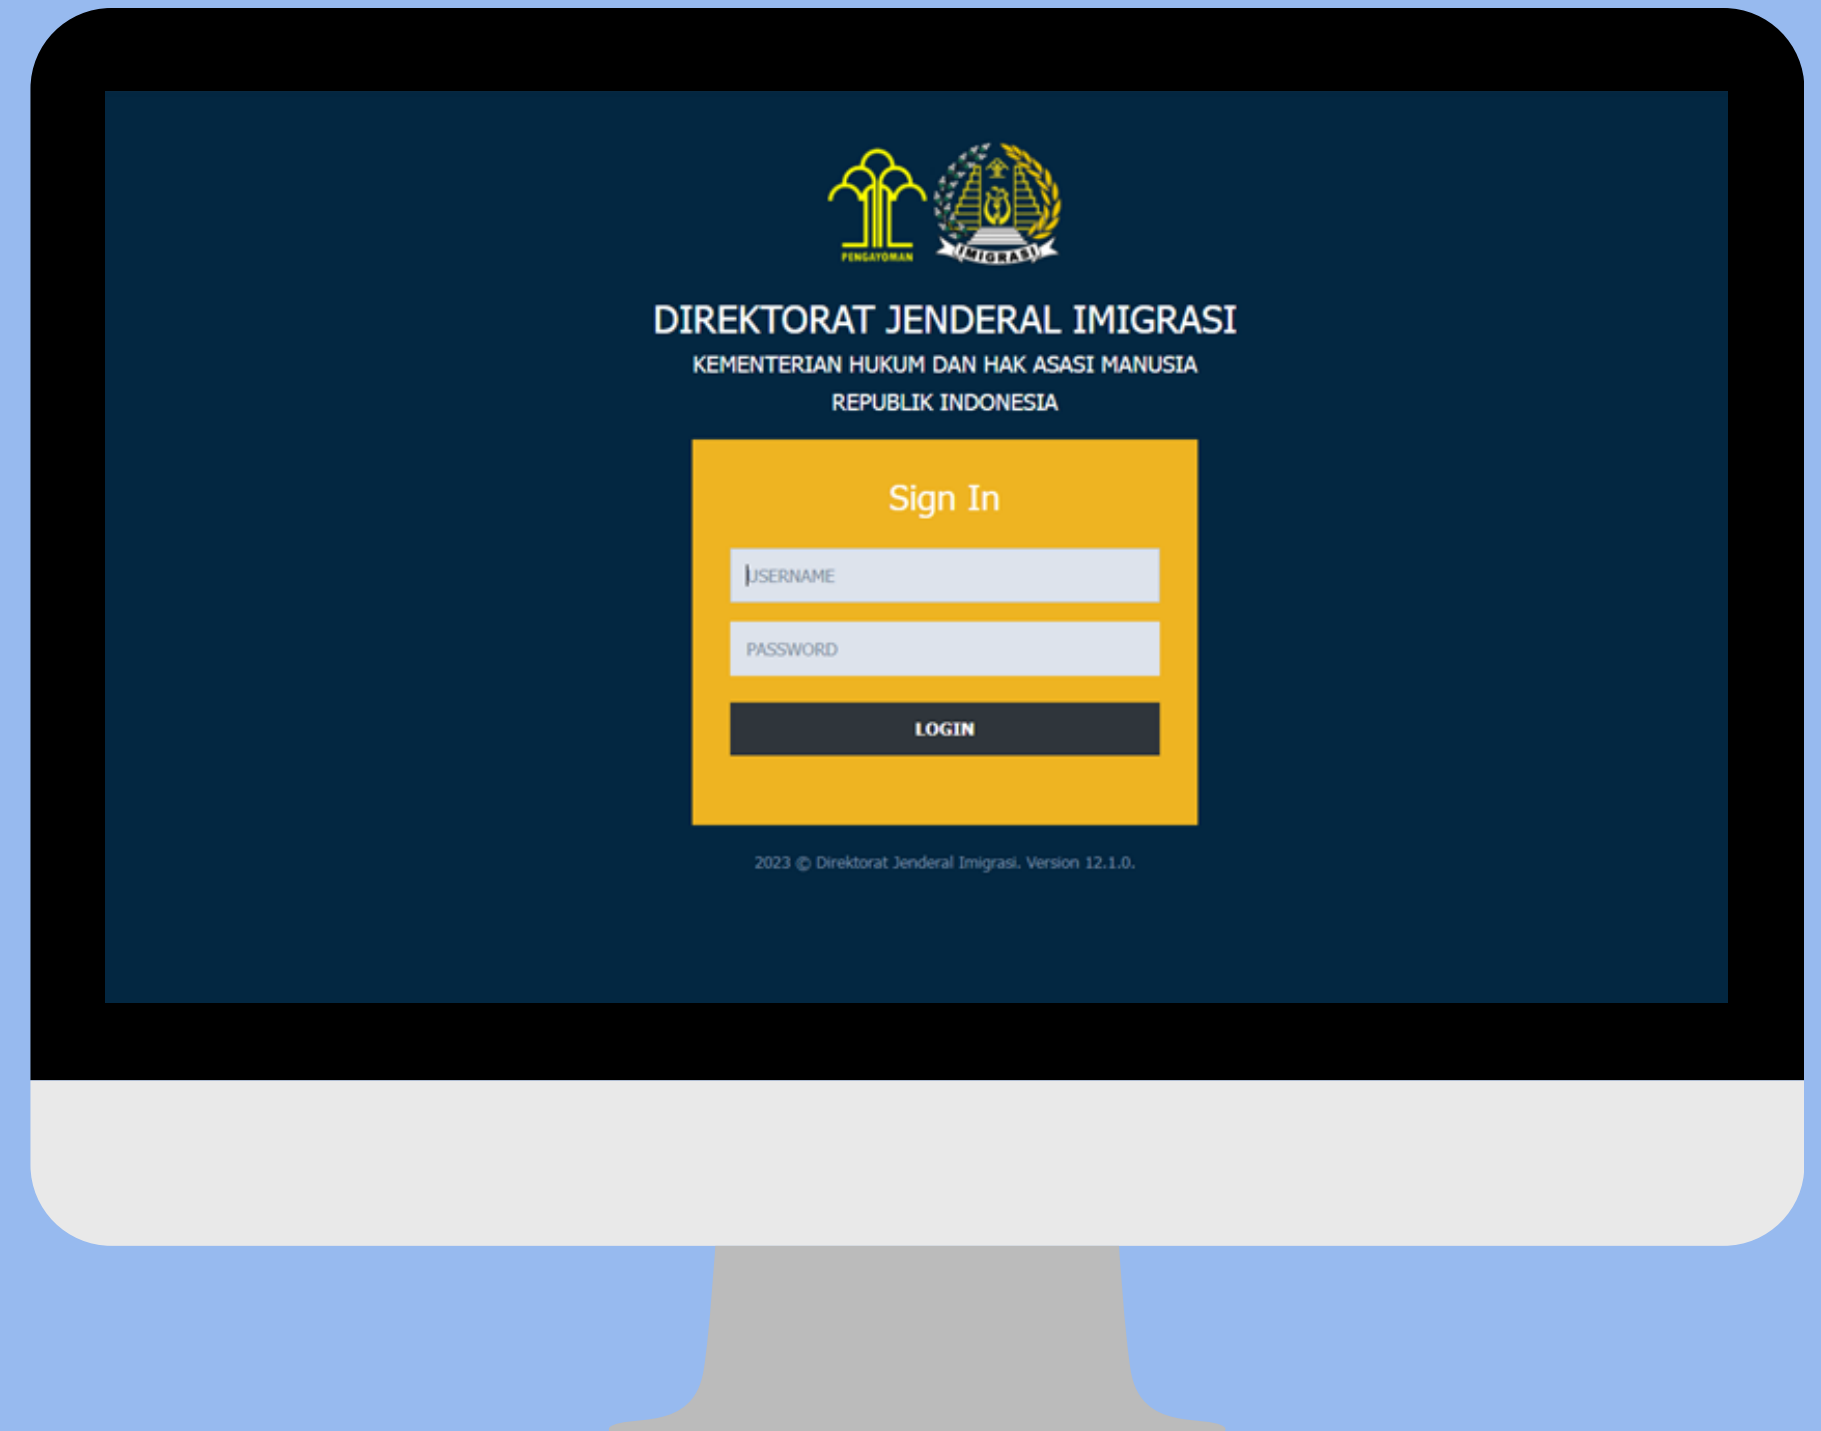 PENGAYOMAN
IMIGRASI
DIREKTORAT JENDERAL IMIGRASI
KEMENTERIAN HUKUM DAN HAK ASASI MANUSIA
REPUBLIK INDONESIA
Sign In
USERNAME
PASSWORD
LOGIN
2023 © Direktorat Jenderal Imigrasi. Version 12.1.0.